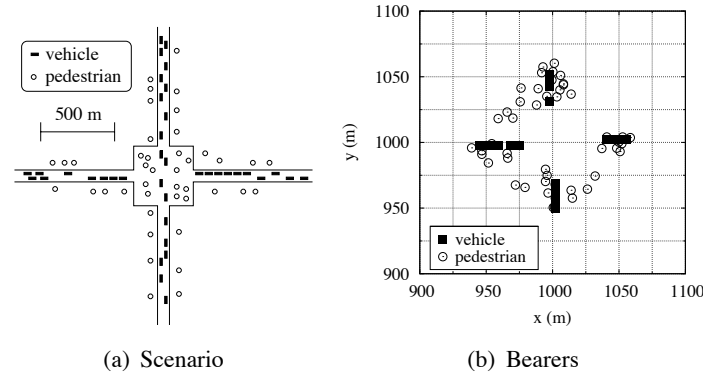 vehicle
pedestrian
500 m
(a) Scenario
1100
1050
1000
950
900
y (m)
vehicle
pedestrian
900 950 1000 1050 1100
x (m)
(b) Bearers